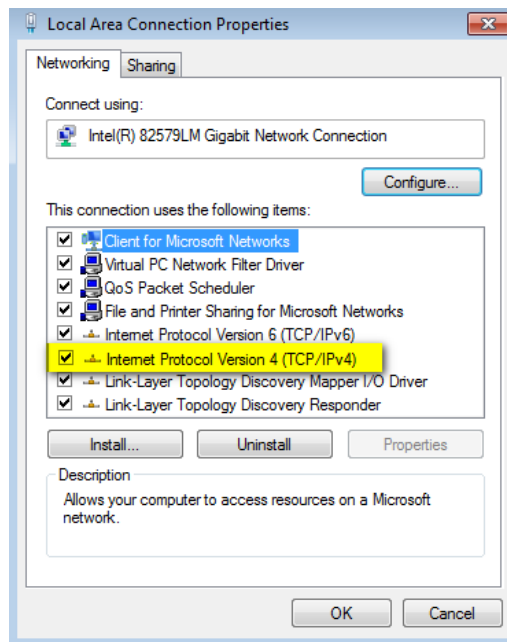 Local Area Connection Properties
Networking
Sharing
Connect using:
Intel(R) 82579LM Gigabit Network Connection
Configure...
This connection uses the following items:
Client for Microsoft Networks
Virtual PC Network Filter Driver
QoS Packet Scheduler
File and Printer Sharing for Microsoft Networks
Internet Protocol Version 6 (TCP/IPv6)
Internet Protocol Version 4 (TCP/IPv4)
Link-Layer Topology Discovery Mapper I/O Driver
Link-Layer Topology Discovery Responder
Install...
Uninstall
Properties
Description
Allows your computer to access resources on a Microsoft
network.
OK
Cancel